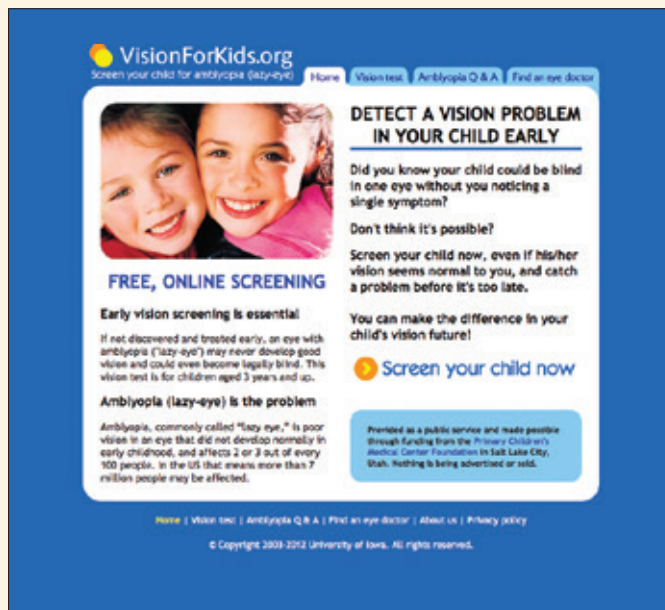 VisionForKids.org
Screen your child for amblyopia (lazy-eye)
Home
Vision test
Amblyopia Q & A
Find an eye doctor
FREE, ONLINE SCREENING
Early vision screening is essential
If not discovered and treated early, an eye with
amblyopia ("lazy-eye") may never develop good
vision and could even become legally blind. This
vision test is for children aged 3 years and up.
Amblyopia (lazy-eye) is the problem
Amblyopia, commonly called "lazy eye," is poor
vision in an eye that did not develop normally in
early childhood, and affects 2 or 3 out of every
100 people. In the US that means more than 7
million people may be affected.
DETECT A VISION PROBLEM
IN YOUR CHILD EARLY
Did you know your child could be blind
in one eye without you noticing a
single symptom?
Don't think it's possible?
Screen your child now, even if his/her
vision seems normal to you, and catch
a problem before it's too late.
You can make the difference in your
child's vision future!
Screen your child now
Provided as a public service and made possible
through funding from the Primary Children's
Medical Center Foundation in Salt Lake City,
Utah. Nothing is being advertised or sold.
Home | Vision test | Amblyopia Q & A | Find an eye doctor | About us | Privacy policy
© Copyright 2003-2012 University of Iowa. All rights reserved.